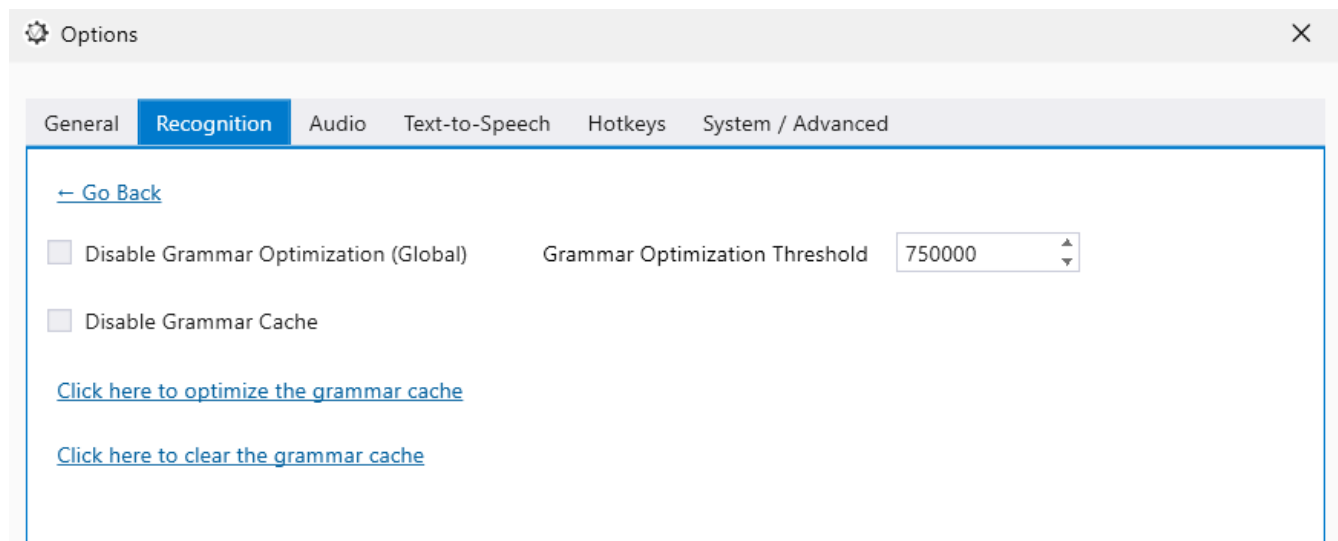 Options
General Recognition Audio Text-to-Speech Hotkeys System / Advanced
← Go Back
Disable Grammar Optimization (Global) Grammar Optimization Threshold 750000
Disable Grammar Cache
Click here to optimize the grammar cache
Click here to clear the grammar cache